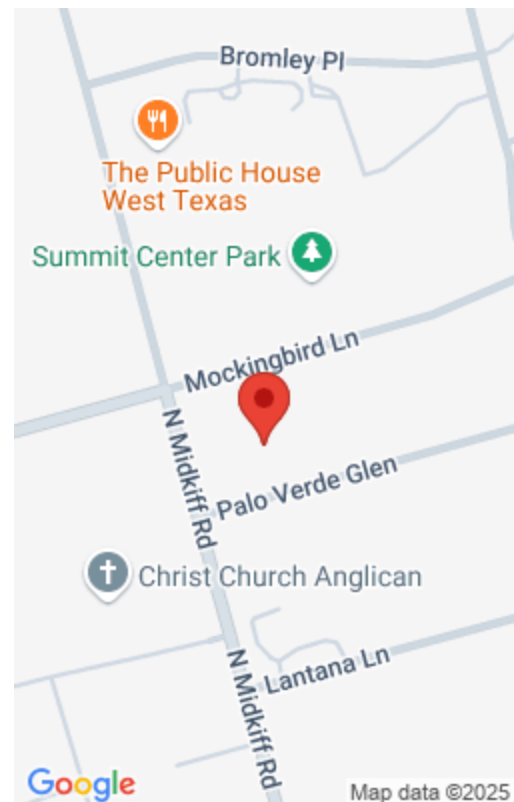 Bromley Pl
The Public House
West Texas
Summit Center Park
Mockingbird Ln
N Midkiff Rd
Palo Verde Glen
Christ Church Anglican
N Midkiff Rd
Lantana Ln
Google
Map data ©2025